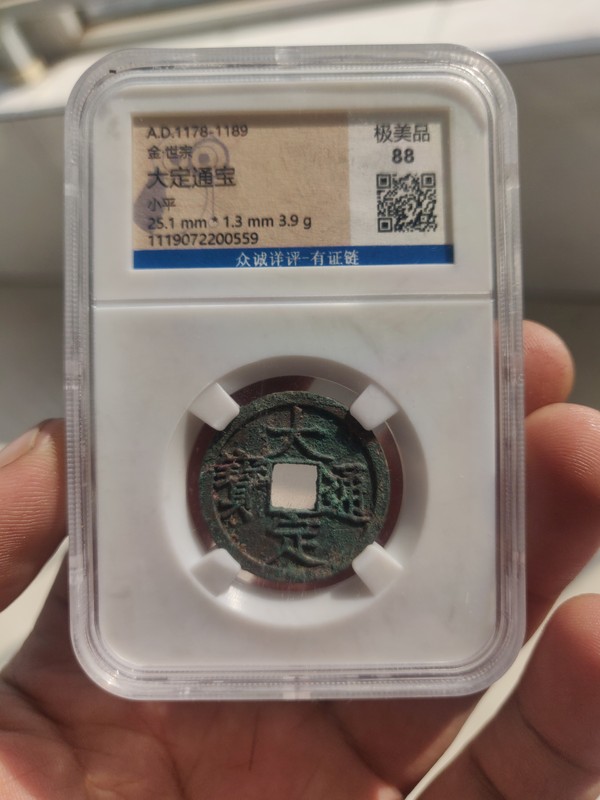 A.D.1178-1189
金·世宗
大定通宝
小平
25.1 mm * 1.3 mm 3.9 g
1119072200559
极美品
88
众诚详评-有证链
大定通寳